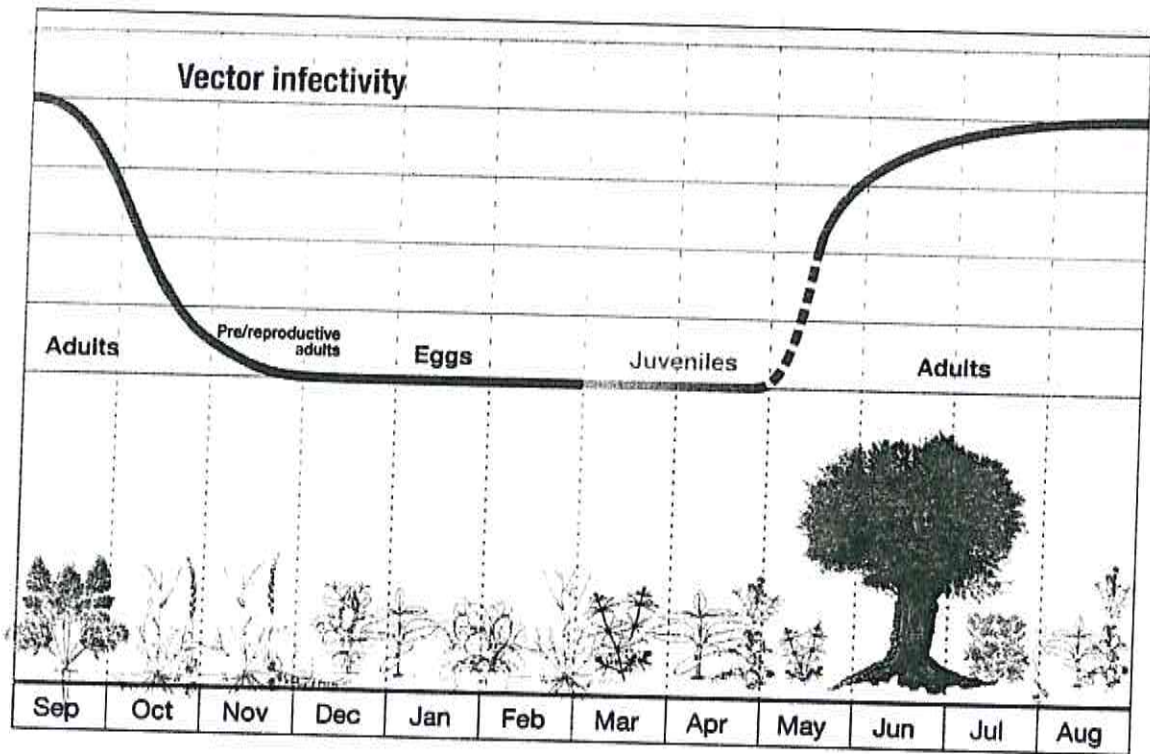 Vector infectivity
Adults
Pre/reproductive
adults
Eggs
Juveniles
Adults
Sep
Oct
Nov
Dec
Jan
Feb
Mar
Apr
May
Jun
Jul
Aug